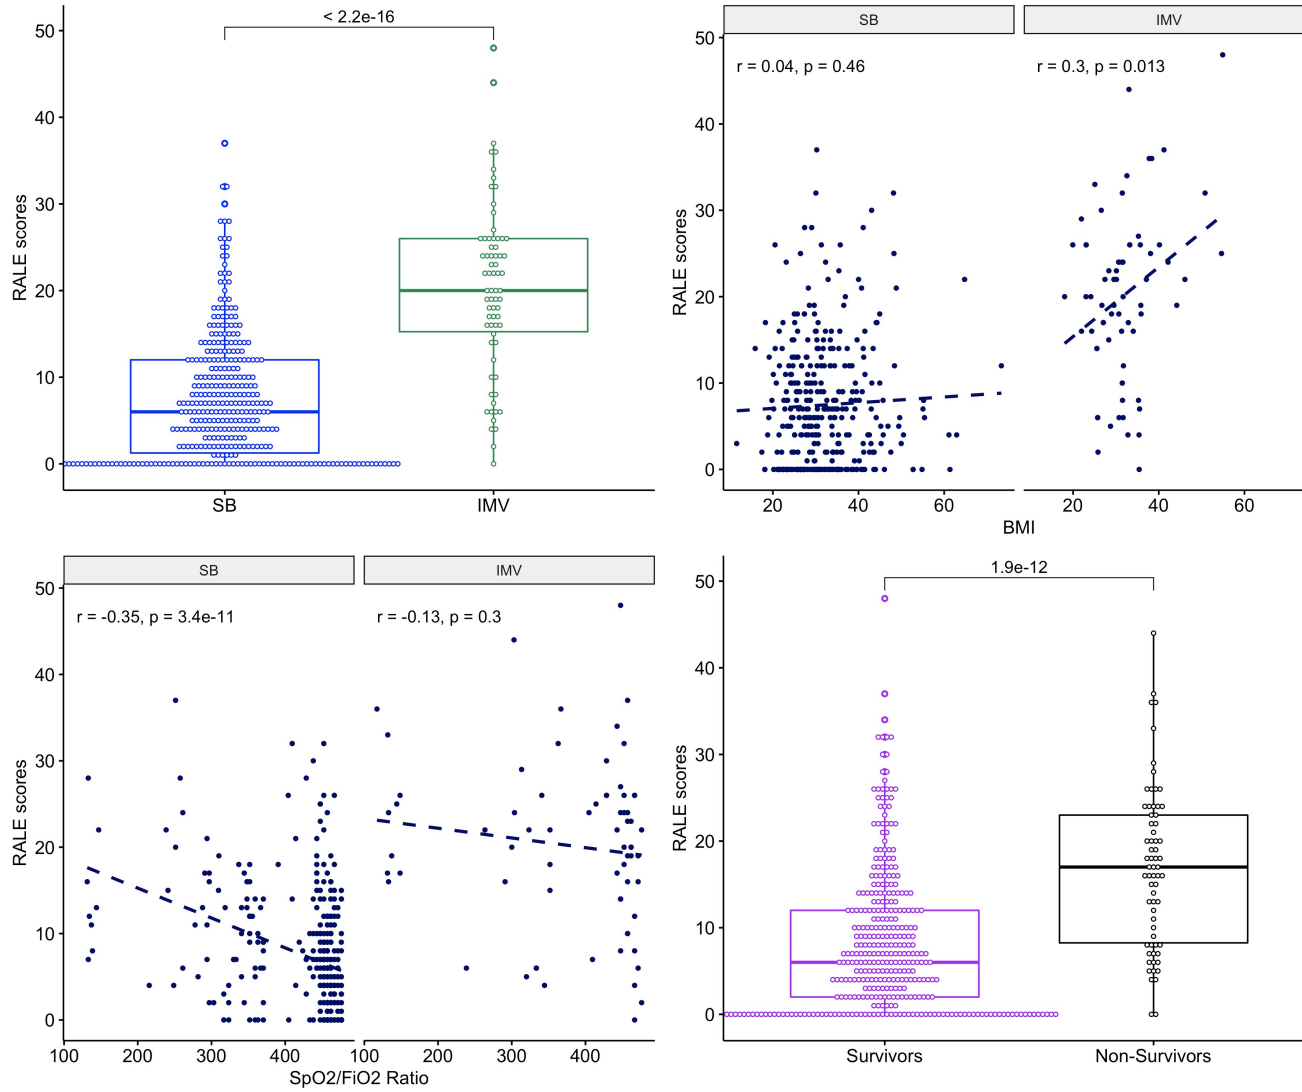 < 2.2e-16
50
40
30
20
10
0
RALE scores
SB
IMV
SB
IMV
r = 0.04, p = 0.46
r = 0.3, p = 0.013
50
40
30
20
10
0
RALE scores
20
40
60
20
40
60
BMI
SB
IMV
r = -0.35, p = 3.4e-11
r = -0.13, p = 0.3
50
40
30
20
10
0
RALE scores
100
200
300
400
100
200
300
400
SpO2/FiO2 Ratio
1.9e-12
50
40
30
20
10
0
RALE scores
Survivors
Non-Survivors